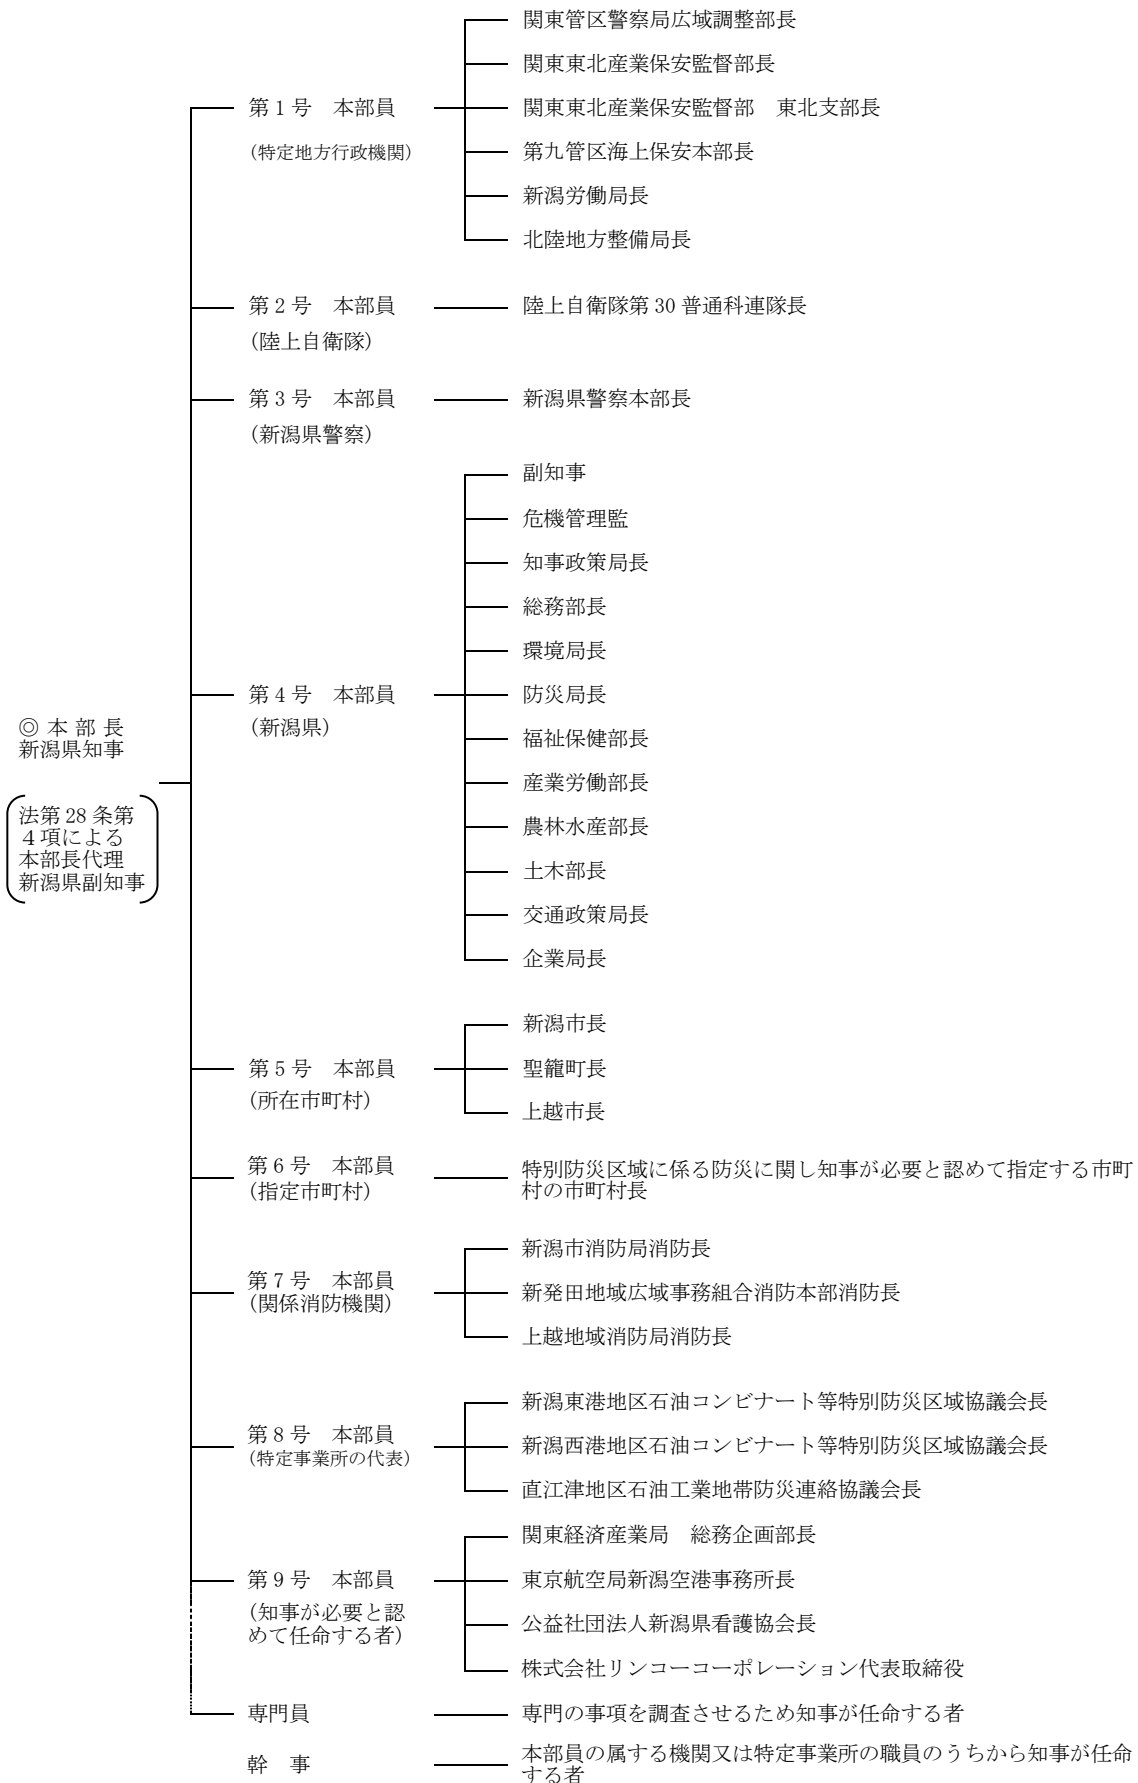 ◎ 本 部 長
新潟県知事
法第 28 条第
４項による
本部長代理
新潟県副知事
第１号　本部員
（特定地方行政機関）
関東管区警察局広域調整部長
関東東北産業保安監督部長
関東東北産業保安監督部　東北支部長
第九管区海上保安本部長
新潟労働局長
北陸地方整備局長
第２号　本部員
（陸上自衛隊）
陸上自衛隊第 30 普通科連隊長
第３号　本部員
（新潟県警察）
新潟県警察本部長
第４号　本部員
（新潟県）
副知事
危機管理監
知事政策局長
総務部長
環境局長
防災局長
福祉保健部長
産業労働部長
農林水産部長
土木部長
交通政策局長
企業局長
第５号　本部員
（所在市町村）
新潟市長
聖籠町長
上越市長
第６号　本部員
（指定市町村）
特別防災区域に係る防災に関し知事が必要と認めて指定する市町
村の市町村長
第７号　本部員
（関係消防機関）
新潟市消防局消防長
新発田地域広域事務組合消防本部消防長
上越地域消防局消防長
第８号　本部員
（特定事業所の代表）
新潟東港地区石油コンビナート等特別防災区域協議会長
新潟西港地区石油コンビナート等特別防災区域協議会長
直江津地区石油工業地帯防災連絡協議会長
第９号　本部員
（知事が必要と認
めて任命する者）
関東経済産業局　総務企画部長
東京航空局新潟空港事務所長
公益社団法人新潟県看護協会長
株式会社リンコーコーポレーション代表取締役
専門員
専門の事項を調査させるため知事が任命する者
幹　事
本部員の属する機関又は特定事業所の職員のうちから知事が任命
する者